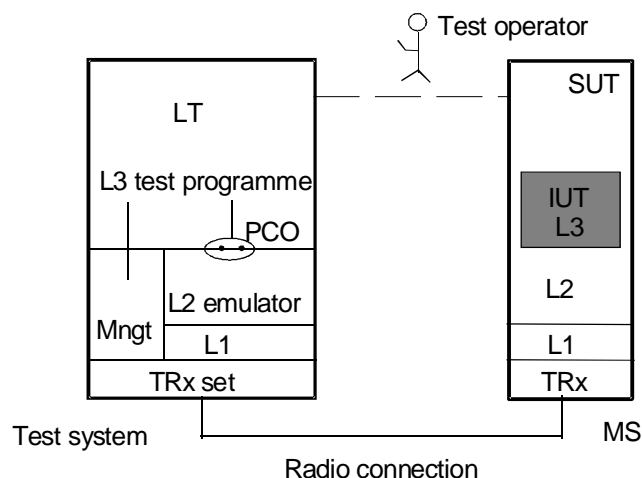 Test operator
LT
SUT
L3 test programme
IUT
L3
PCO
L2 emulator
L2
Mngt
L1
L1
TRx set
TRx
Test system
MS
Radio connection